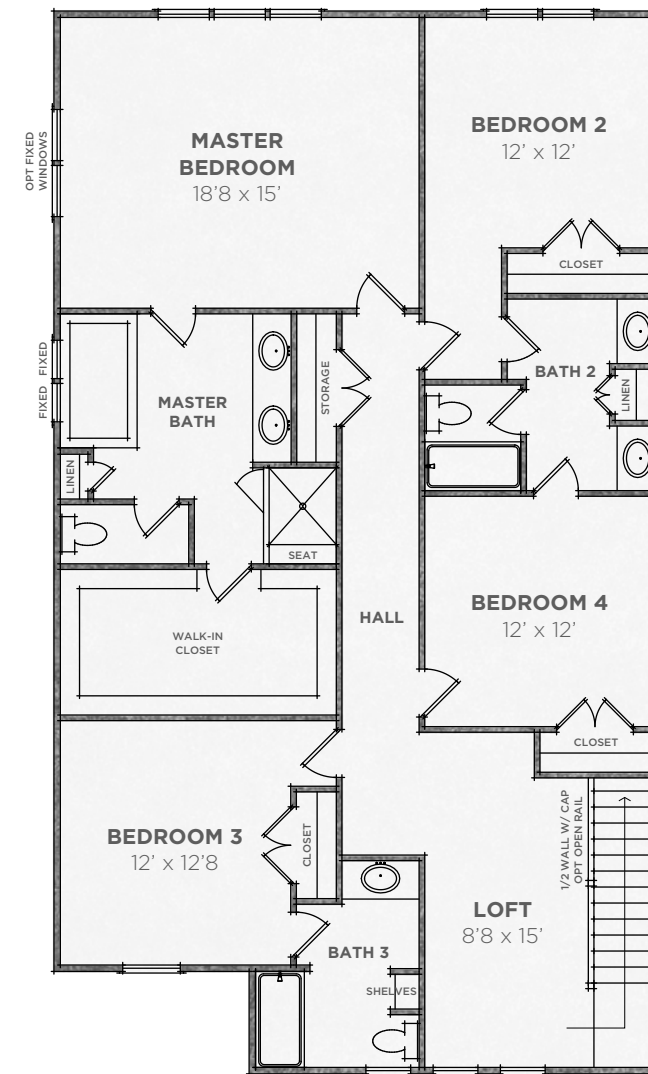 MASTER
BEDROOM
18'8 x 15'
BEDROOM 2
12' x 12'
OPT FIXED
WINDOWS
CLOSET
FIXED
FIXED
MASTER
BATH
STORAGE
BATH 2
LINEN
LINEN
SEAT
WALK-IN
CLOSET
HALL
BEDROOM 4
12' x 12'
CLOSET
BEDROOM 3
12' x 12'8
CLOSET
1/2 WALL W/ CAP
OPT OPEN RAIL
LOFT
8'8 x 15'
BATH 3
SHELVES